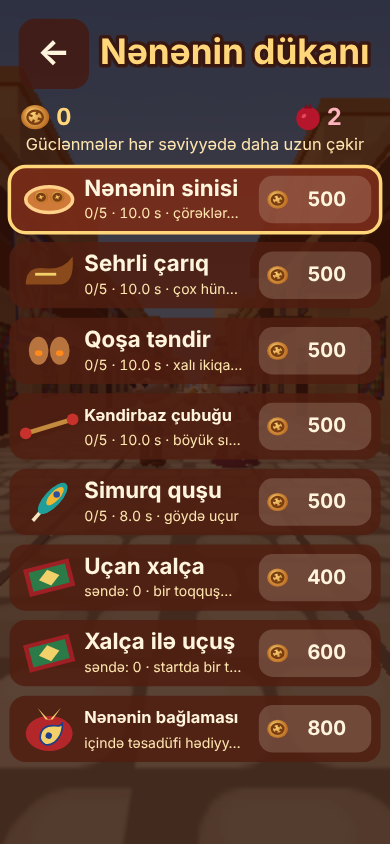 Nənənin dükanı
0 2
Güclənmələr hər səviyyədə daha uzun çəkir
Nənənin sinisi
0/5 · 10.0 s · çörəklər...
500
Sehrli çarıq
0/5 · 10.0 s · çox hün...
500
Qoşa təndir
0/5 · 10.0 s · xalı ikiqa...
500
Kəndirbaz çubuğu
0/5 · 10.0 s · böyük sı...
500
Simurq quşu
0/5 · 8.0 s · göydə uçur
500
Uçan xalça
səndə: 0 · bir toqquş...
400
Xalça ilə uçuş
səndə: 0 · startda bir t...
600
Nənənin bağlaması
içində təsadüfi hədiyy...
800